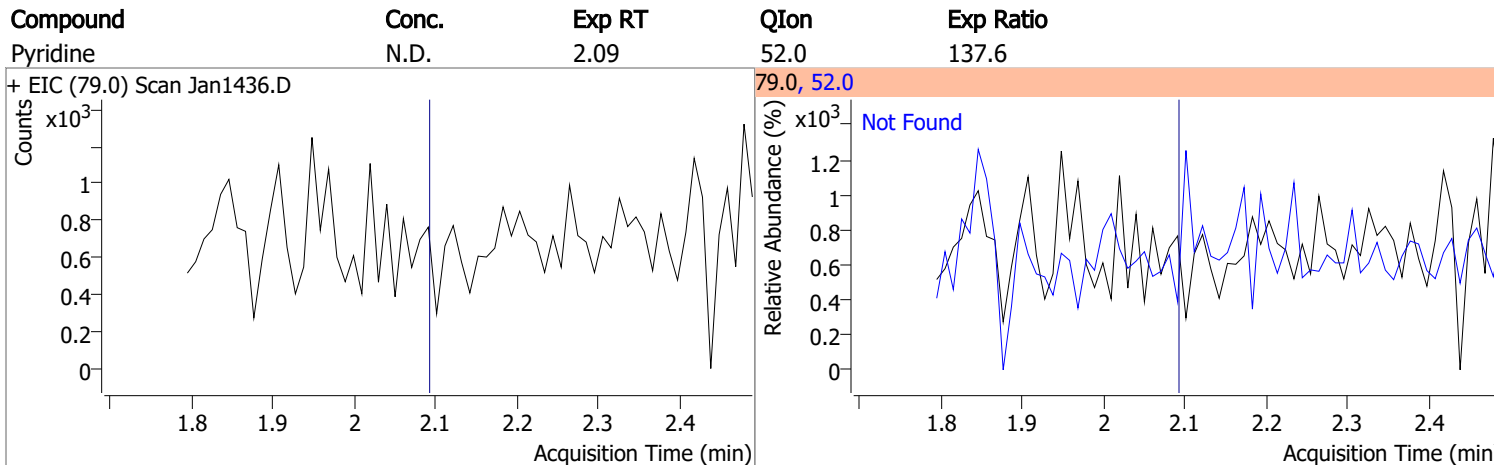 Compound Conc. Exp RT QIon Exp Ratio
Pyridine N.D. 2.09 52.0 137.6
+ EIC (79.0) Scan Jan1436.D
Counts
x10³
1
0.8
0.6
0.4
0.2
0
1.8 1.9 2 2.1 2.2 2.3 2.4
Acquisition Time (min)
79.0, 52.0
Relative Abundance (%)
x10³
Not Found
1.2
1
0.8
0.6
0.4
0.2
0
1.8 1.9 2 2.1 2.2 2.3 2.4
Acquisition Time (min